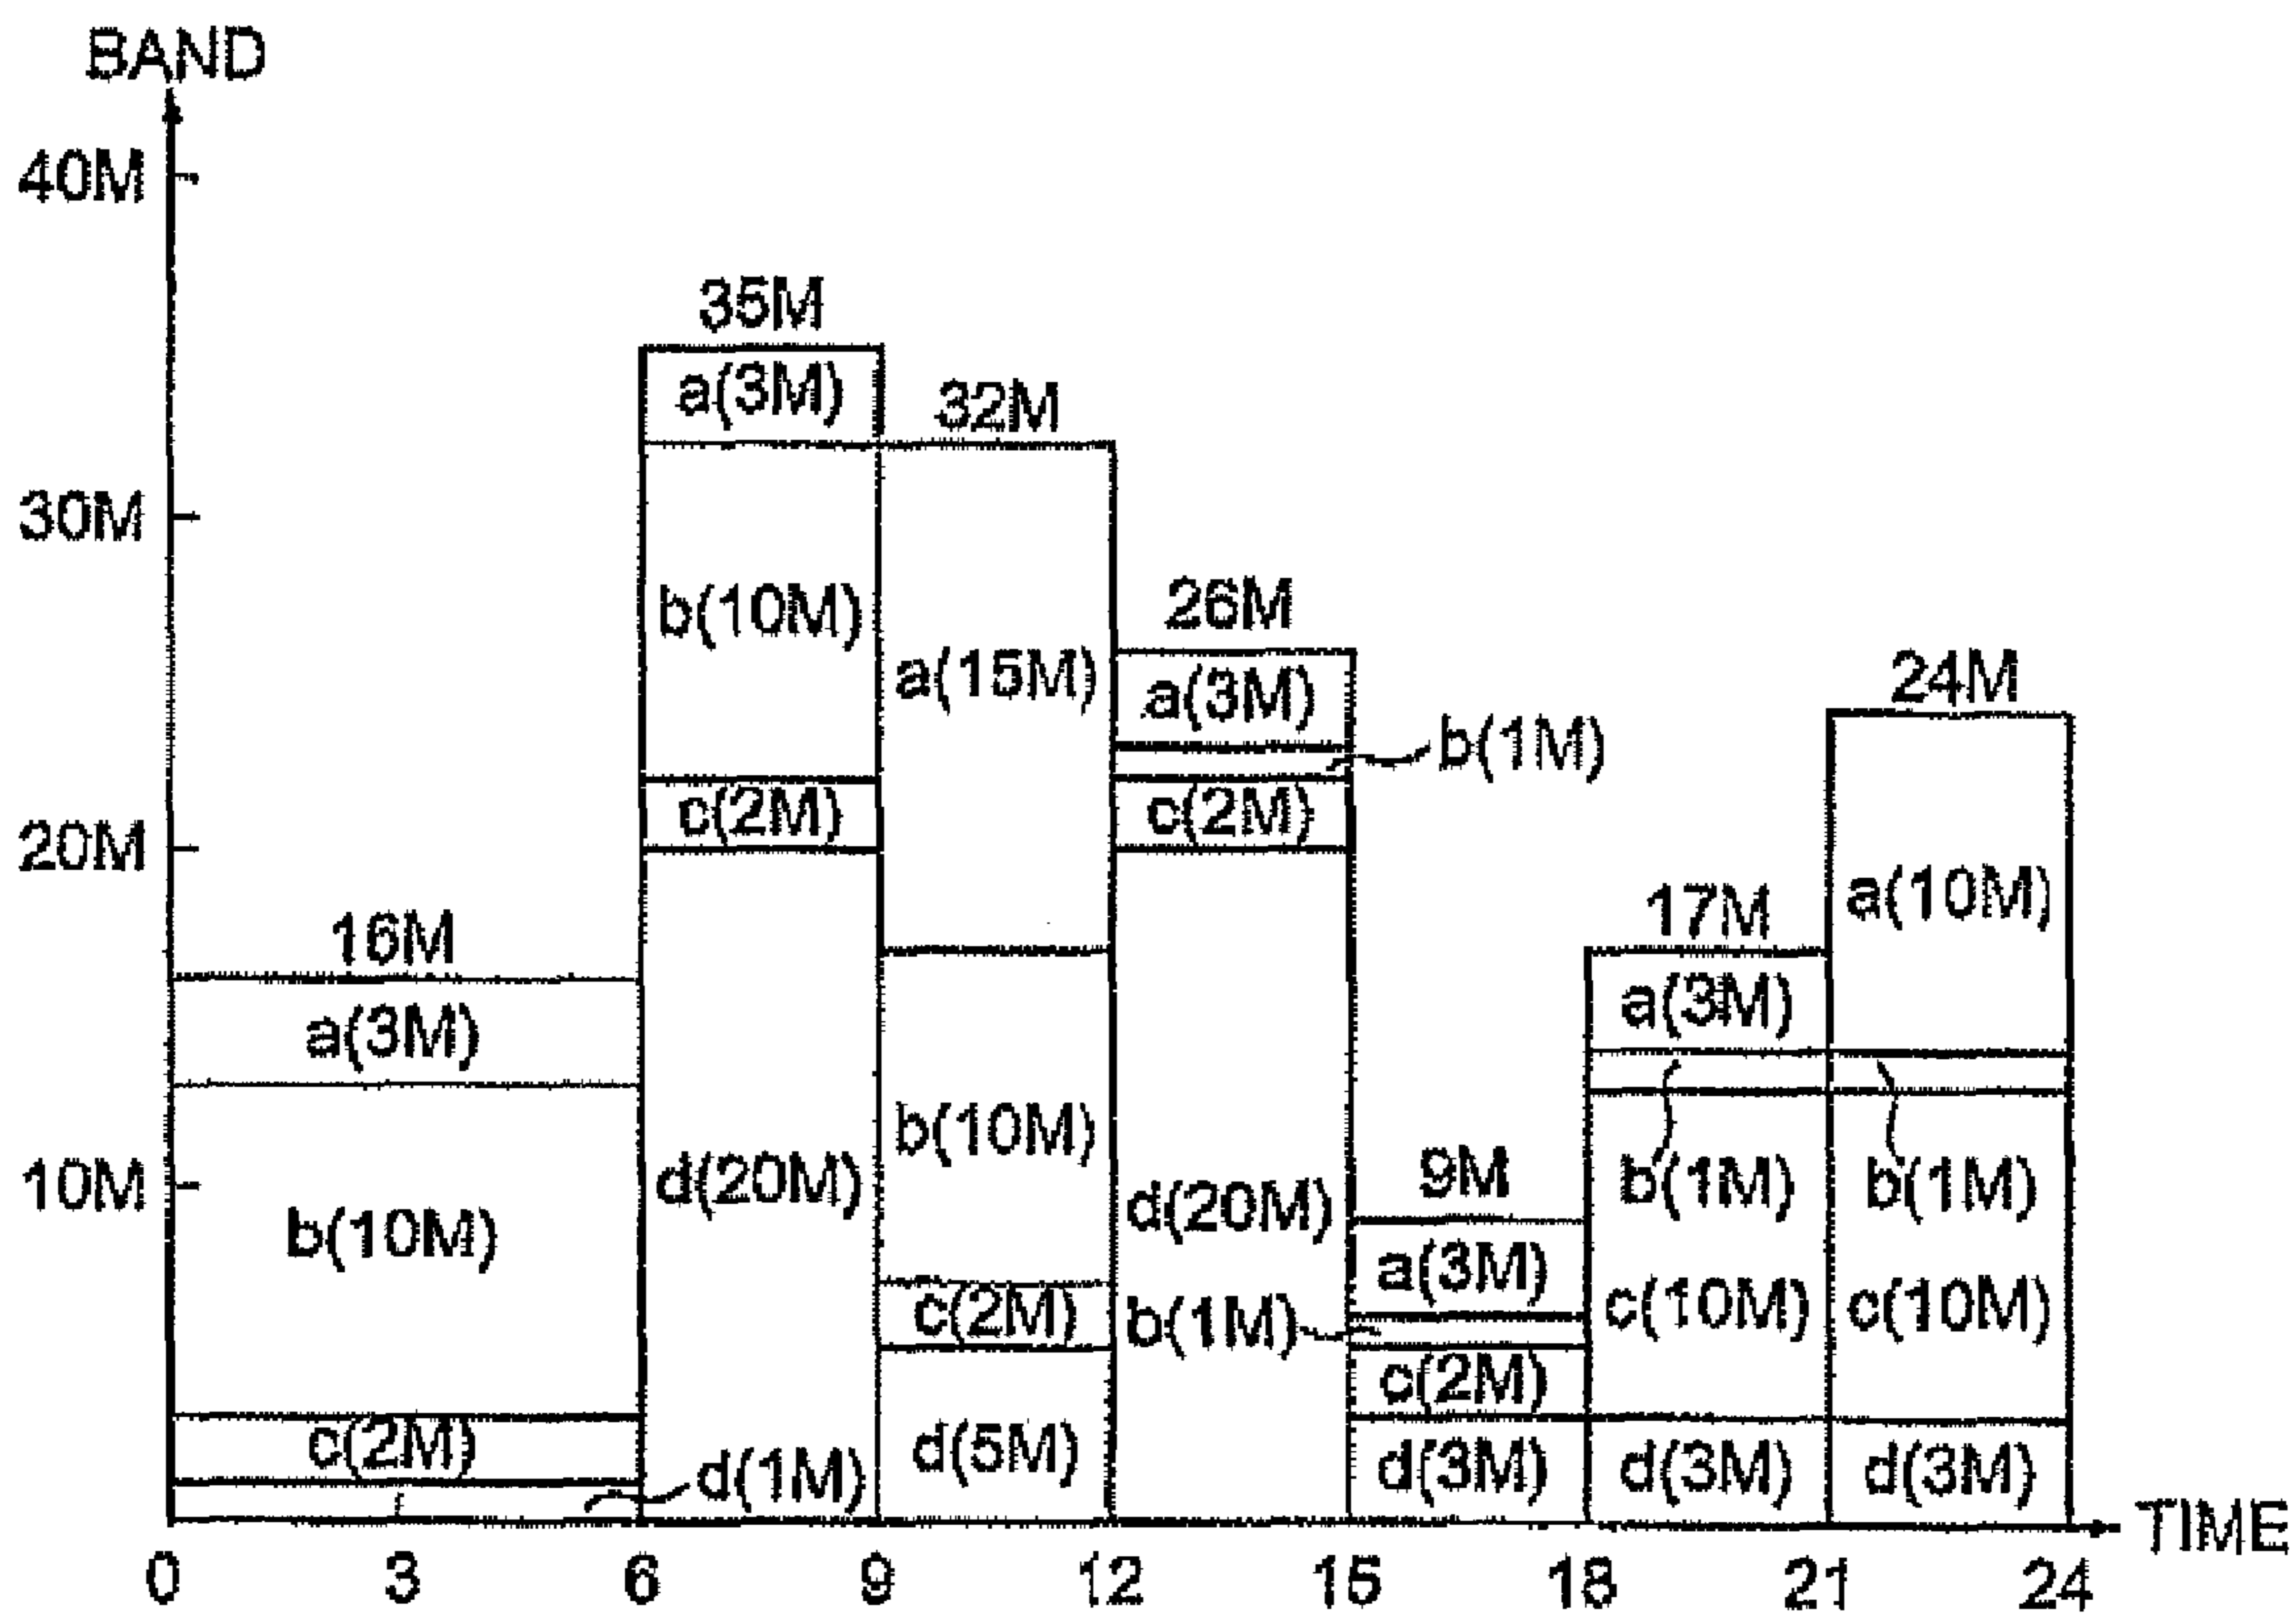 BAND
40M
35M
a(3M)
32M
30M
b(10M)
26M
a(15M)
a(3M)
24M
b(1M)
c(2M)
c(2M)
20M
a(10M)
16M
17M
a(3M)
a(3M)
b(10M)
10M
d(20M)
d(20M)
9M
b(1M)
b(1M)
b(10M)
a(3M)
c(2M)
b(1M)
c(10M)
c(10M)
c(2M)
c(2M)
d(1M)
d(5M)
d(3M)
d(3M)
d(3M)
TIME
0 3 6 9 12 15 18 21 24